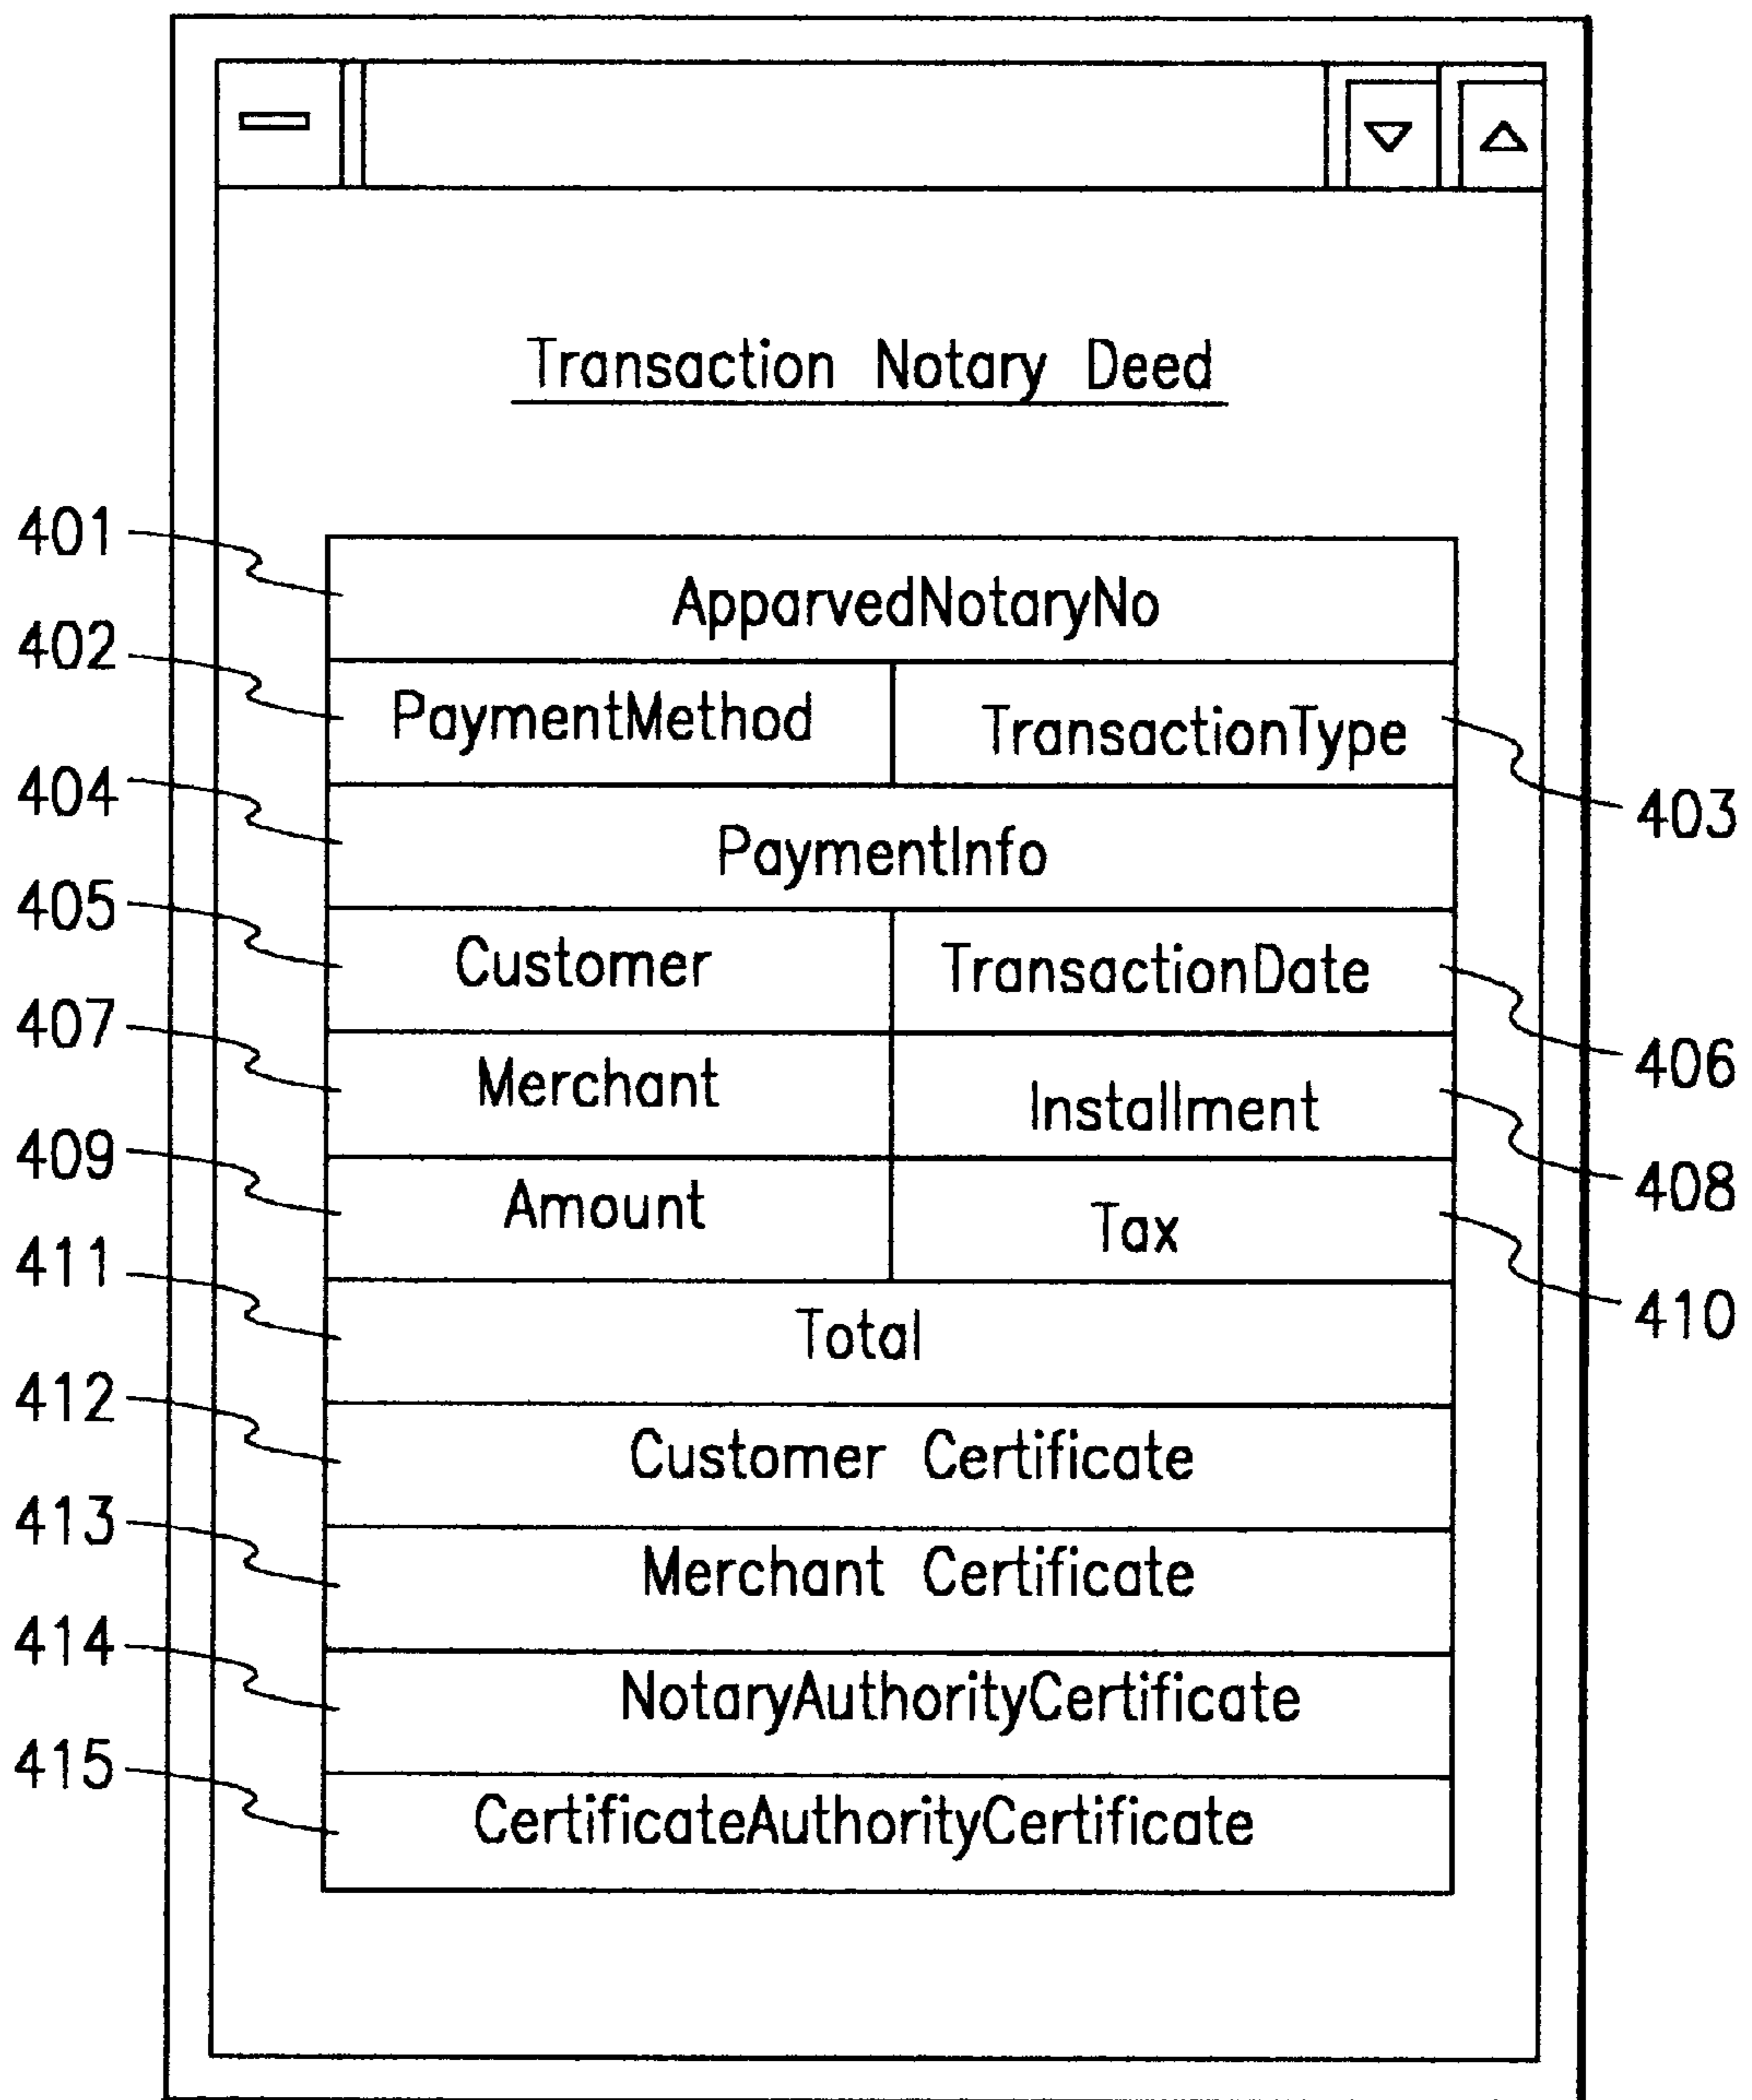 Transaction Notary Deed
401 ApparvedNotaryNo
402 PaymentMethod TransactionType 403
404 PaymentInfo
405 Customer TransactionDate 406
407 Merchant Installment 408
409 Amount Tax 410
411 Total
412 Customer Certificate
413 Merchant Certificate
414 NotaryAuthorityCertificate
415 CertificateAuthorityCertificate